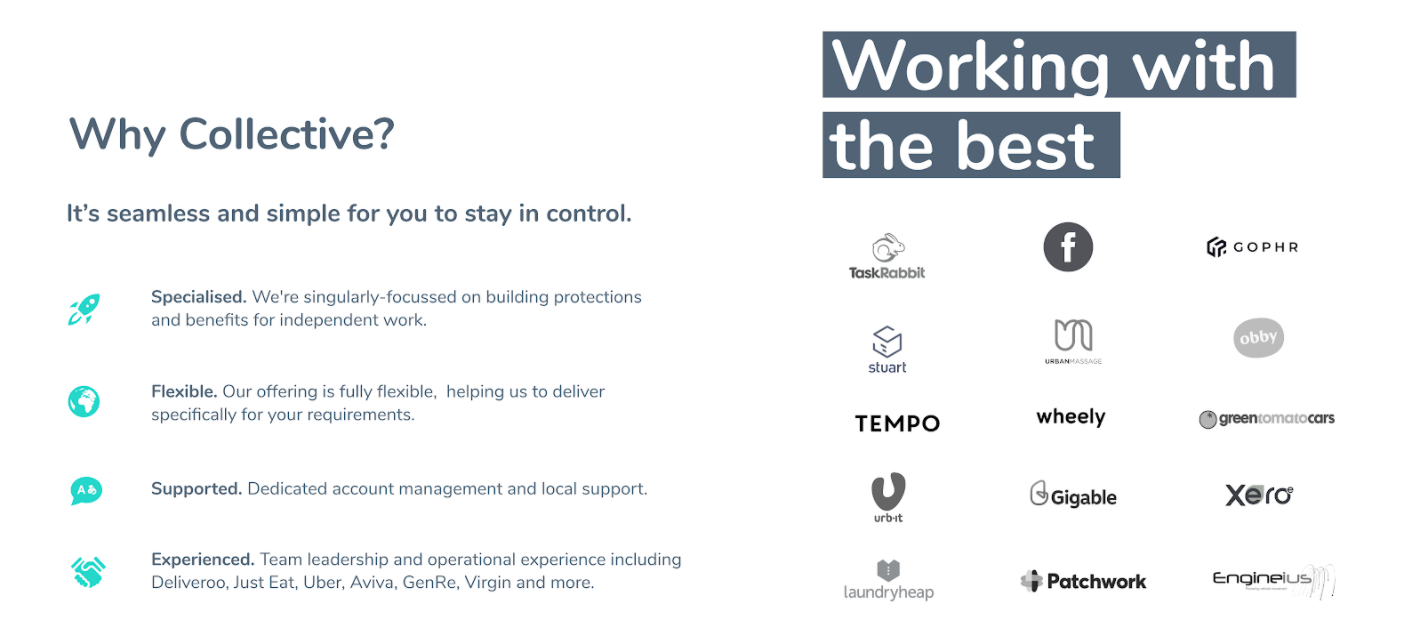 Why Collective?
It's seamless and simple for you to stay in control.
Specialised. We're singularly-focussed on building protections
and benefits for independent work.
Flexible. Our offering is fully flexible,  helping us to deliver
specifically for your requirements.
Supported. Dedicated account management and local support.
Experienced. Team leadership and operational experience including
Deliveroo, Just Eat, Uber, Aviva, GenRe, Virgin and more.
Working with
the best
TaskRabbit
f
GOPHR
stuart
URBANMASSAGE
obby
TEMPO
wheely
greentomatocars
urb-it
Gigable
xero
laundryheap
Patchwork
Engineius